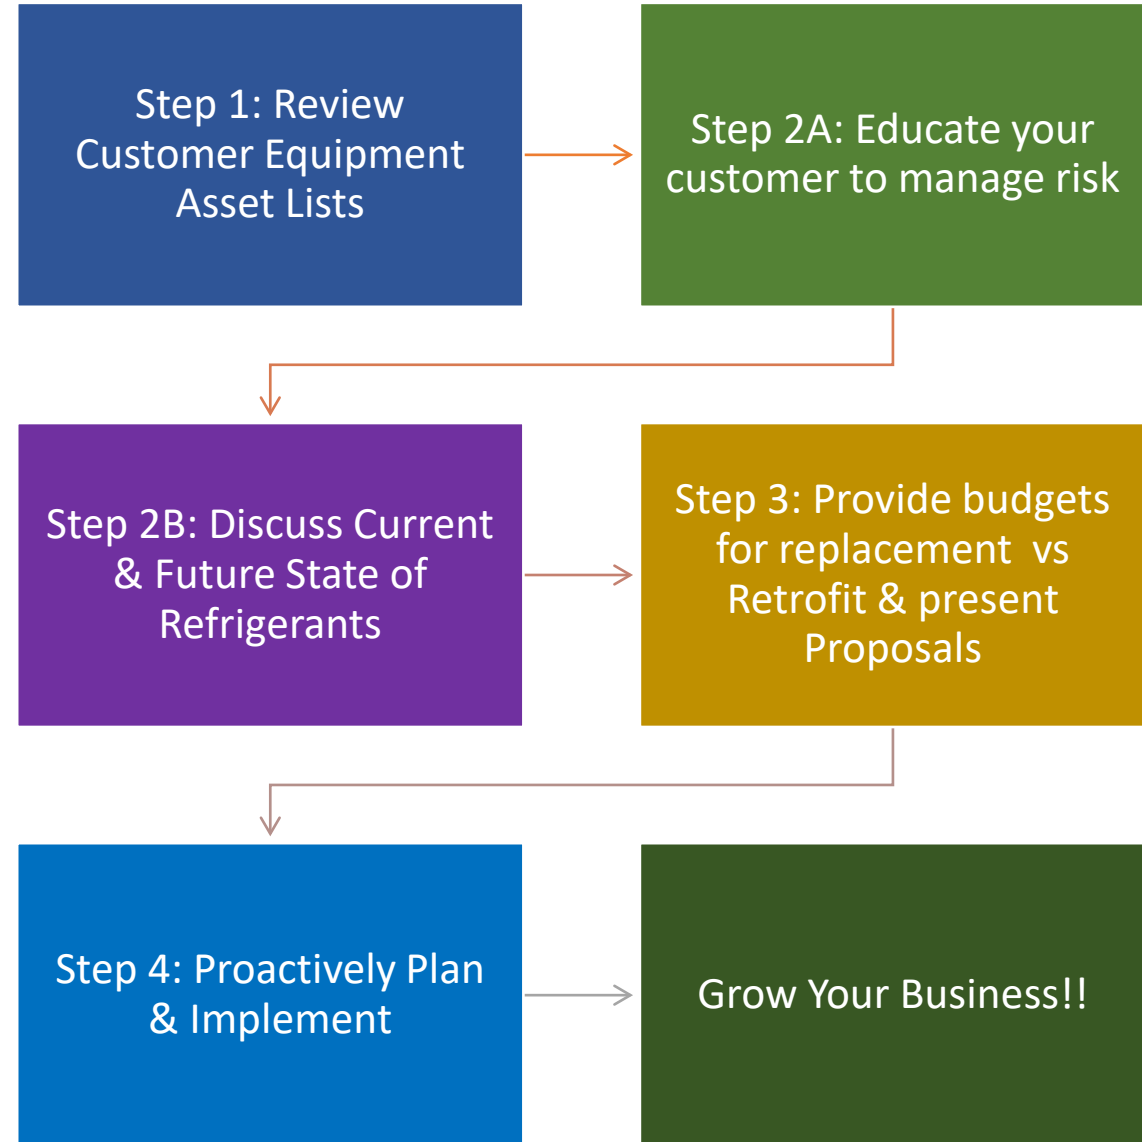 Step 1: Review
Customer Equipment
Asset Lists
Step 2A: Educate your
customer to manage risk
Step 2B: Discuss Current
& Future State of
Refrigerants
Step 3: Provide budgets
for replacement  vs
Retrofit & present
Proposals
Step 4: Proactively Plan
& Implement
Grow Your Business!!